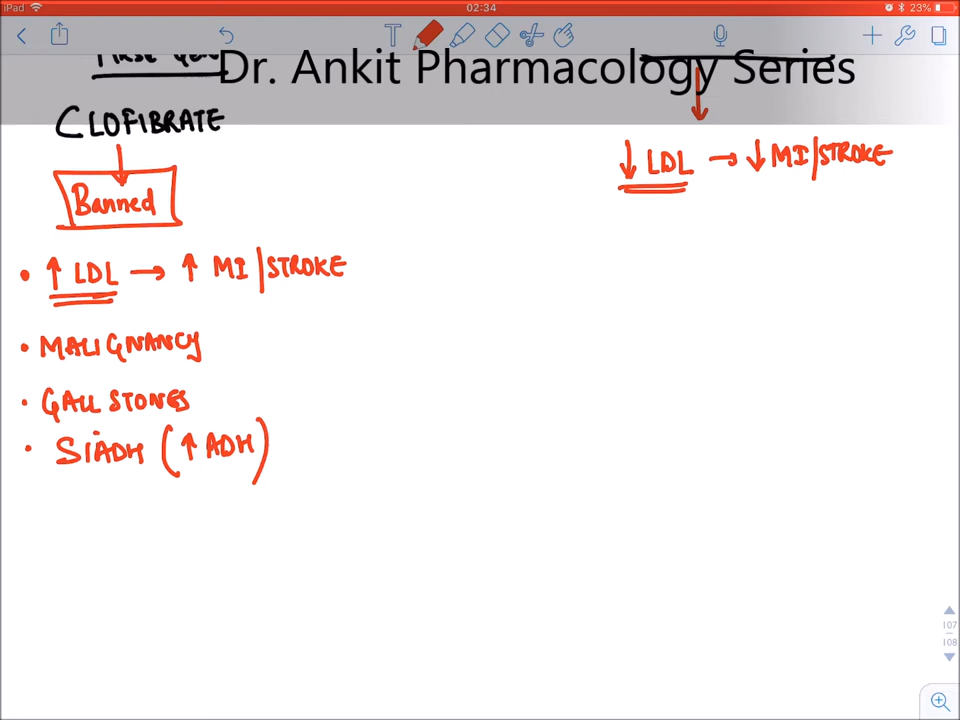 iPad 02:34 23%
T
Dr. Ankit Pharmacology Series
CLOFIBRATE
Banned
• ↑ LDL → ↑ MI/STROKE
• MALIGNANCY
• GALL STONES
• SIADH (↑ ADH)
↓ LDL → ↓ MI/STROKE
107
108